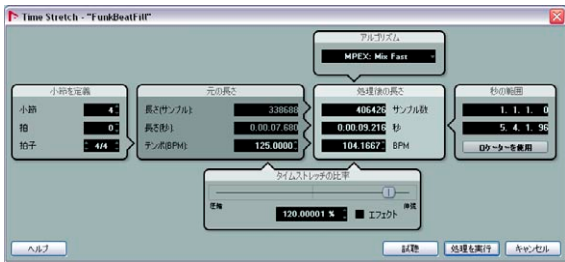 Time Stretch - "FunkBeatFill"
アルゴリズム
MPEX: Mix Fast
小節を定義
小節 4
拍 0
拍子 4/4
元の長さ
長さ(サンプル): 338688
長さ(秒): 0.00.07.680
テンポ(BPM): 125.0000
処理後の長さ
406426 サンプル数
0.00.09.216 秒
104.1667 BPM
秒の範囲
1. 1. 1. 0
5. 4. 1. 96
ロケーターを使用
タイムストレッチの比率
圧縮 伸張
120.00001 % エフェクト
ヘルプ 試聴 処理を実行 キャンセル